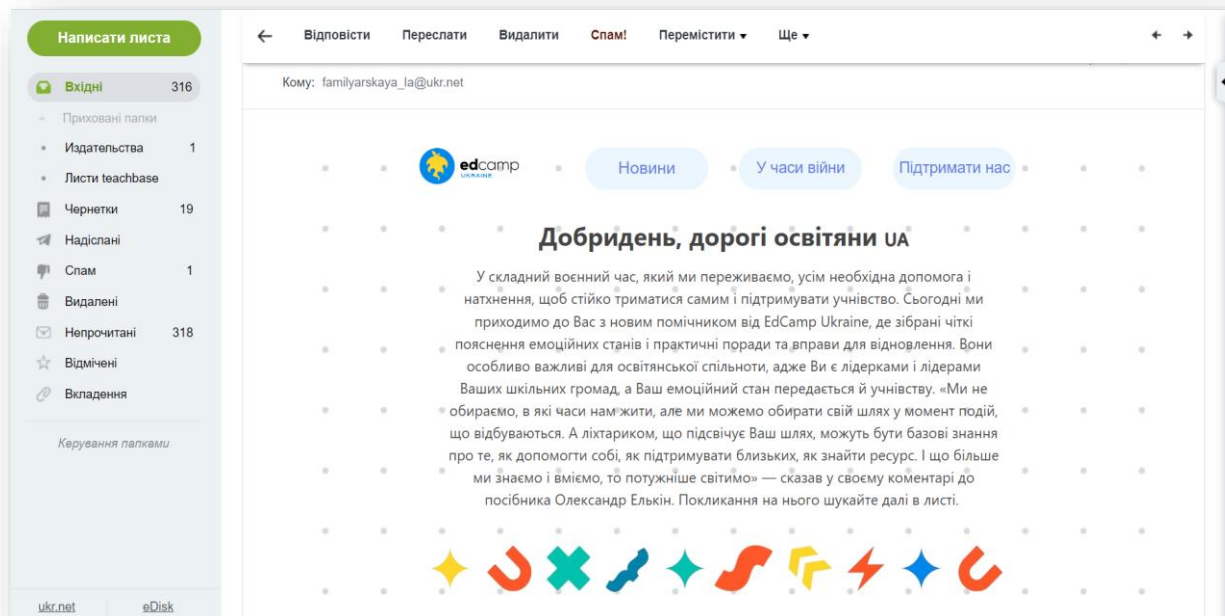 Написати листа
Вхідні 316
Приховані папки
Издательства 1
Листи teachbase
Чернетки 19
Надіслані
Спам 1
Видалені
Непрочитані 318
Відмічені
Вкладення
Керування папками
ukr.net eDisk
Відповісти Переслати Видалити Спам! Перемістити Ще
Кому: familyarskaya_la@ukr.net
edcamp
UKRAINE
Новини У часи війни Підтримати нас
Добридень, дорогі освітяни UA
У складний воєнний час, який ми переживаємо, усім необхідна допомога і
натхнення, щоб стійко триматися самим і підтримувати учнівство. Сьогодні ми
приходимо до Вас з новим помічником від EdCamp Ukraine, де зібрані чіткі
пояснення емоційних станів і практичні поради та вправи для відновлення. Вони
особливо важливі для освітянської спільноти, адже Ви є лідерками і лідерами
Ваших шкільних громад, а Ваш емоційний стан передається й учнівству. «Ми не
обираємо, в які часи нам жити, але ми можемо обирати свій шлях у момент подій,
що відбуваються. А ліхтариком, що підсвічує Ваш шлях, можуть бути базові знання
про те, як допомогти собі, як підтримувати близьких, як знайти ресурс. І що більше
ми знаємо і вміємо, то потужніше світимо» — сказав у своєму коментарі до
посібника Олександр Елькін. Покликання на нього шукайте далі в листі.